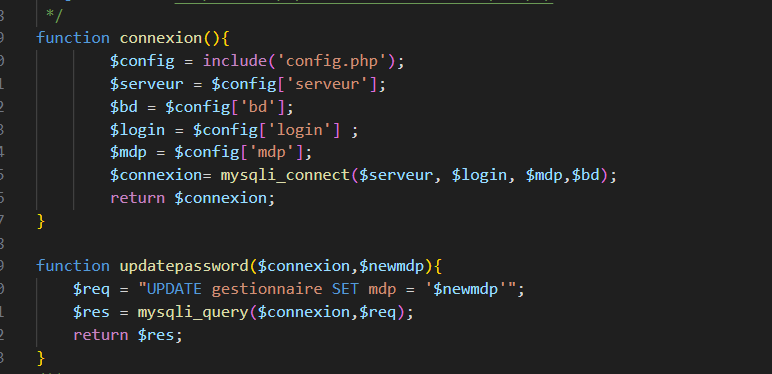 */
function connexion(){
$config = include('config.php');
$serveur = $config['serveur'];
$bd = $config['bd'];
$login = $config['login'] ;
$mdp = $config['mdp'];
$connexion= mysqli_connect($serveur, $login, $mdp,$bd);
return $connexion;
}
function updatepassword($connexion,$newmdp){
$req = "UPDATE gestionnaire SET mdp = '$newmdp'";
$res = mysqli_query($connexion,$req);
return $res;
}